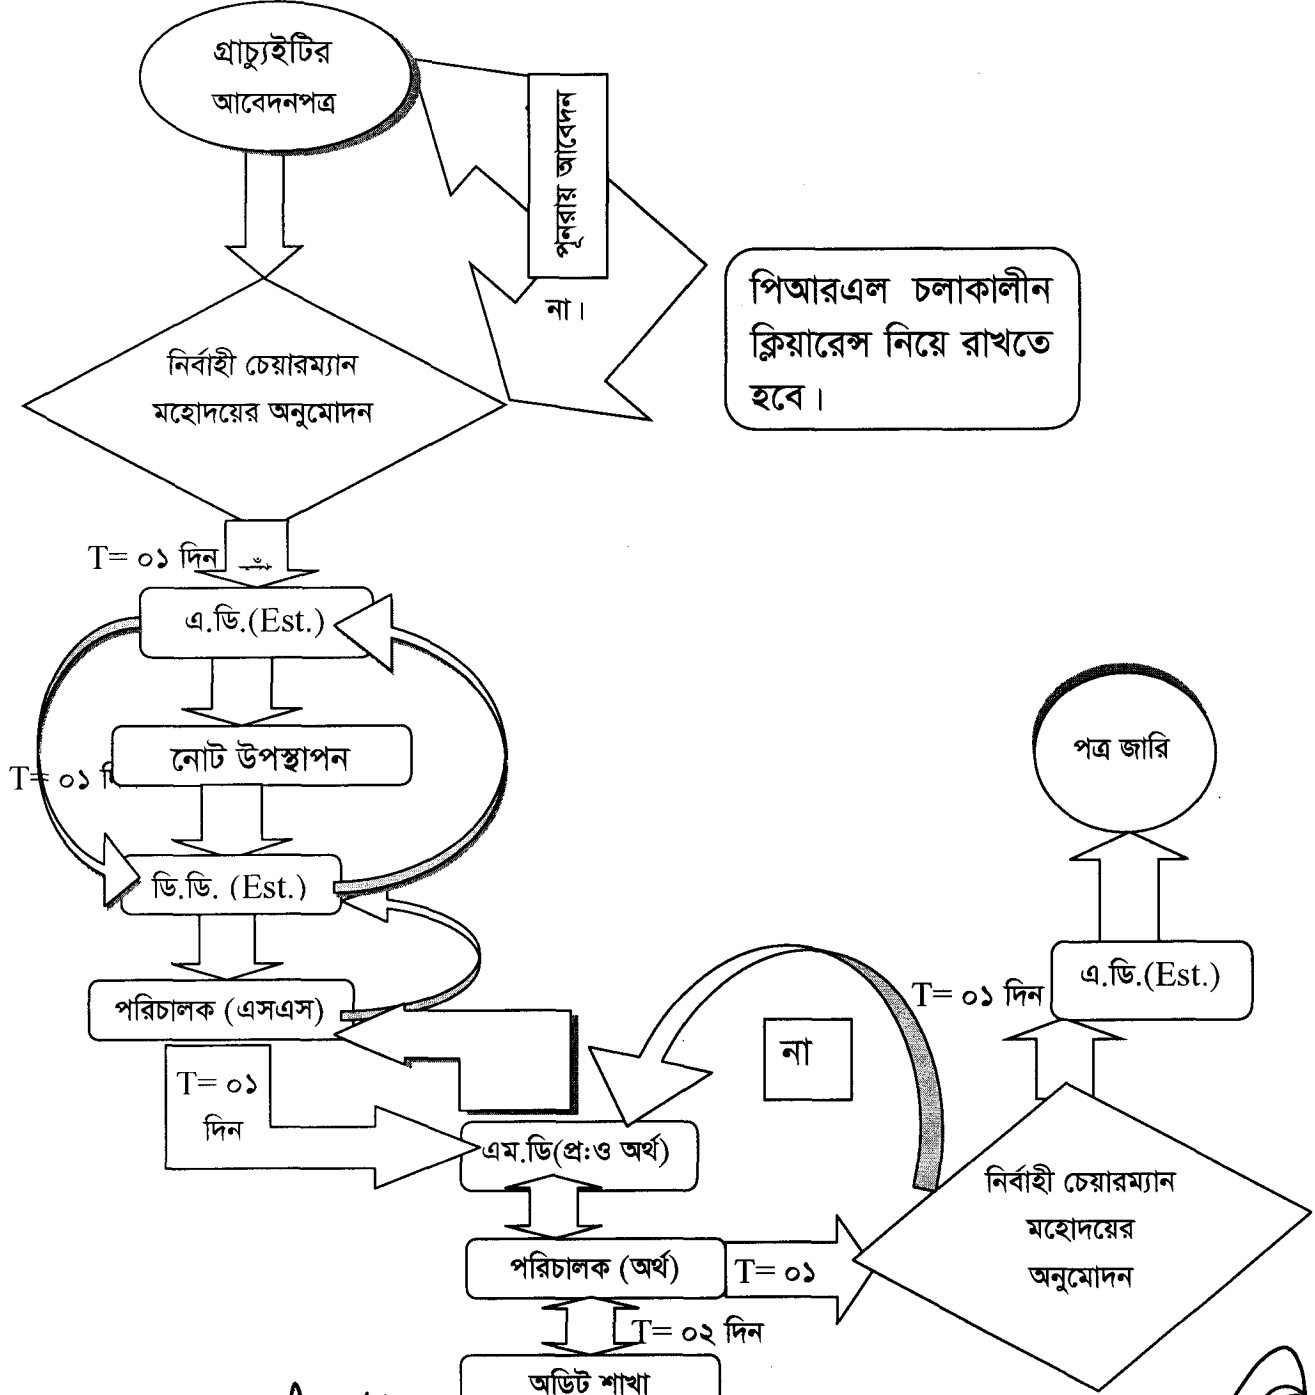 গ্রাচ্যুইটির
আবেদনপত্র
পূনরায় আবেদন
না।
পিআরএল চলাকালীন
ক্লিয়ারেন্স নিয়ে রাখতে
হবে।
নির্বাহী চেয়ারম্যান
মহোদয়ের অনুমোদন
T= ০১ দিন
এ.ডি.(Est.)
নোট উপস্থাপন
T= ০১
ডি.ডি. (Est.)
পরিচালক (এসএস)
T= ০১
দিন
এম.ডি(প্র:ও অর্থ)
পরিচালক (অর্থ)
T= ০১
T= ০২ দিন
অডিট শাখা
না
নির্বাহী চেয়ারম্যান
মহোদয়ের
অনুমোদন
T= ০১ দিন
এ.ডি.(Est.)
পত্র জারি